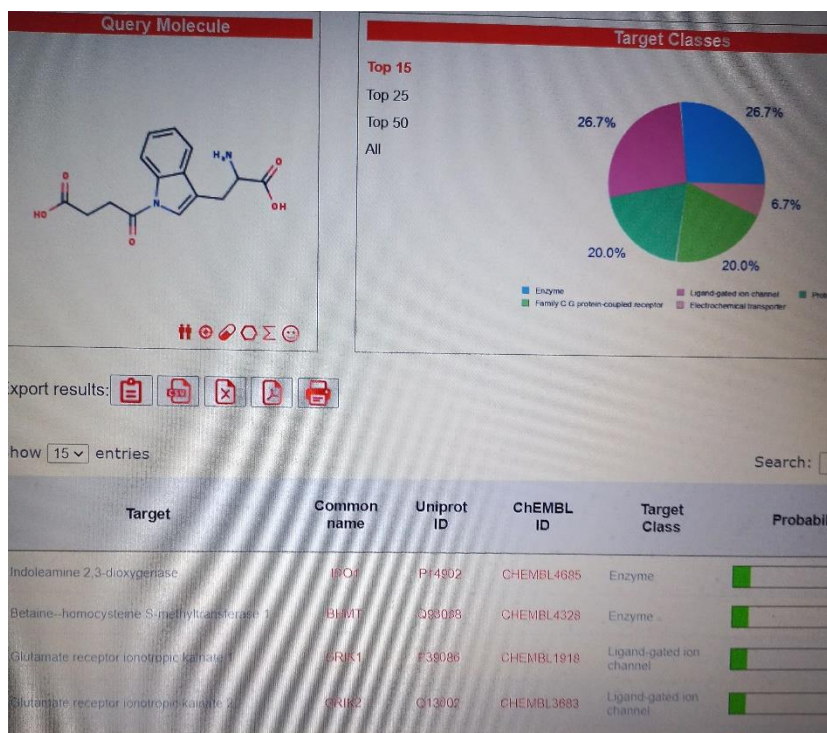 Query Molecule
H₂N
O
OH
O
HO
N
O
Target Classes
Top 15
Top 25
Top 50
All
26.7%
26.7%
6.7%
20.0%
20.0%
Enzyme
Ligand-gated ion channel
Family C G protein-coupled receptor
Electrochemical transporter
xport results:
how 15 entries
Search:
Target Common name Uniprot ID ChEMBL ID Target Class Probabil
Indoleamine 2,3-dioxygenase IDO1 P14902 CHEMBL4685 Enzyme
Betaine--homocysteine S-methyltransferase 1 BHMT Q93088 CHEMBL4328 Enzyme
Glutamate receptor ionotropic kainate 1 GRIK1 P39086 CHEMBL1918 Ligand-gated ion channel
Glutamate receptor ionotropic kainate 2 GRIK2 Q13002 CHEMBL3683 Ligand-gated ion channel